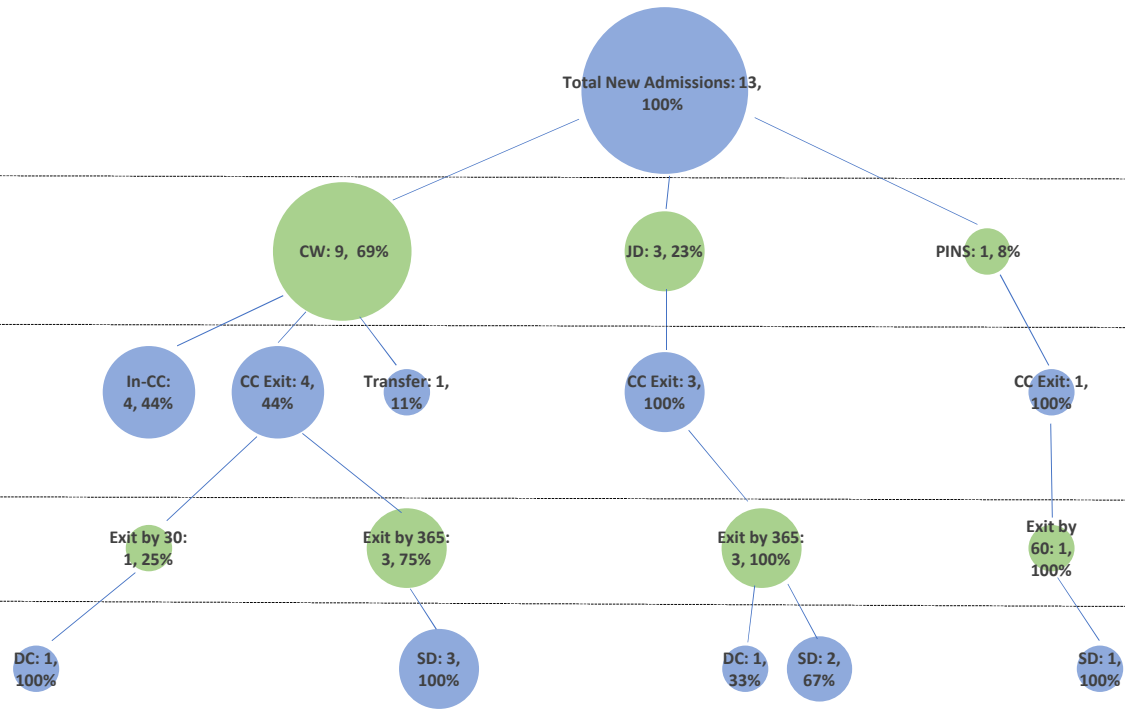 Total New Admissions: 13,
100%
CW: 9,  69%
JD: 3, 23%
PINS: 1, 8%
In-CC:
4, 44%
CC Exit: 4,
44%
Transfer: 1,
11%
CC Exit: 3,
100%
CC Exit: 1,
100%
Exit by 30:
1, 25%
Exit by 365:
3, 75%
Exit by 365:
3, 100%
Exit by
60: 1,
100%
DC: 1,
100%
SD: 3,
100%
DC: 1,
33%
SD: 2,
67%
SD: 1,
100%